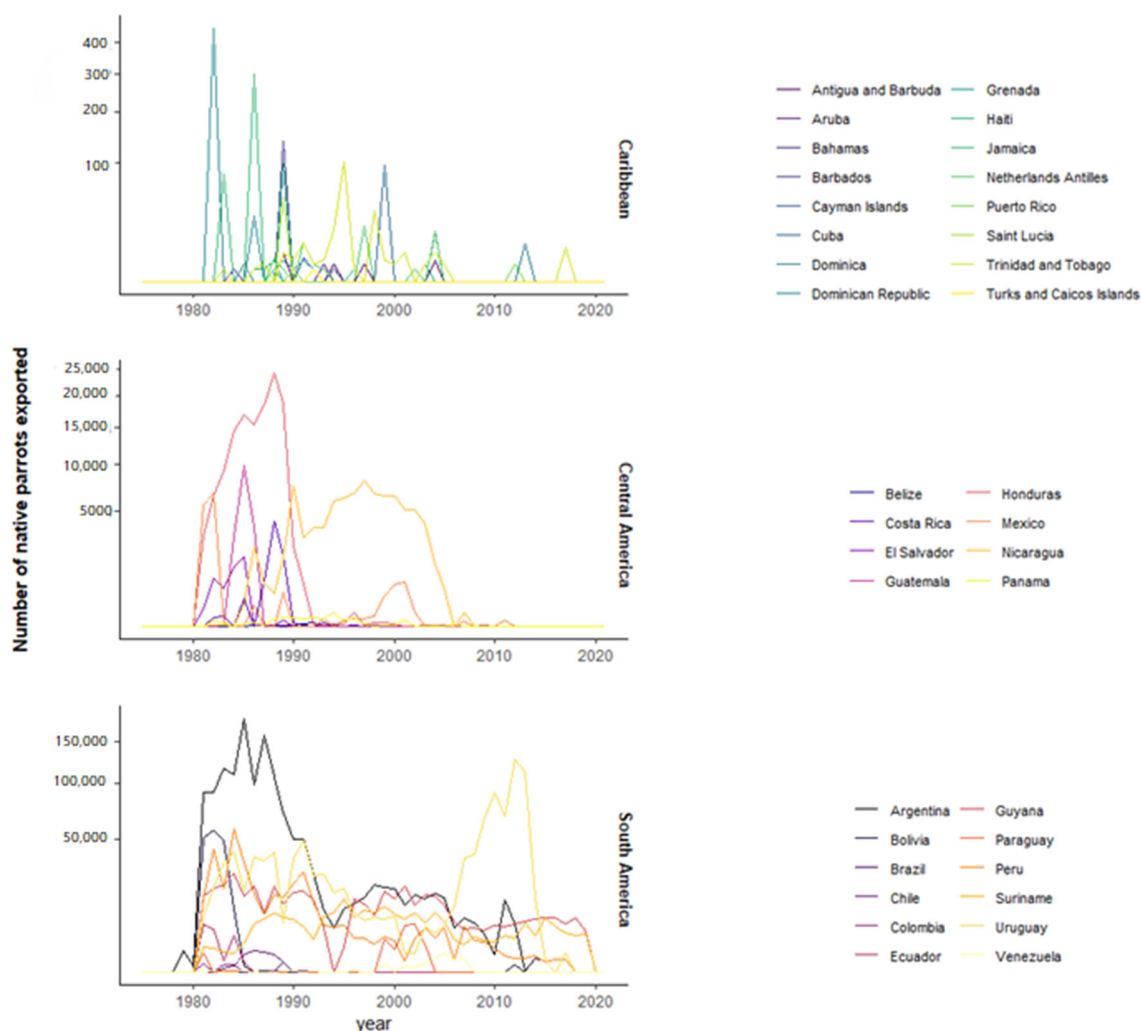 400
300
200
100
1980 1990 2000 2010 2020
Caribbean
Antigua and Barbuda Grenada
Aruba Haiti
Bahamas Jamaica
Barbados Netherlands Antilles
Cayman Islands Puerto Rico
Cuba Saint Lucia
Dominica Trinidad and Tobago
Dominican Republic Turks and Caicos Islands
Number of native parrots exported
25,000
20,000
15,000
10,000
5000
1980 1990 2000 2010 2020
Central America
Belize Honduras
Costa Rica Mexico
El Salvador Nicaragua
Guatemala Panama
150,000
100,000
50,000
1980 1990 2000 2010 2020
year
South America
Argentina Guyana
Bolivia Paraguay
Brazil Peru
Chile Suriname
Colombia Uruguay
Ecuador Venezuela